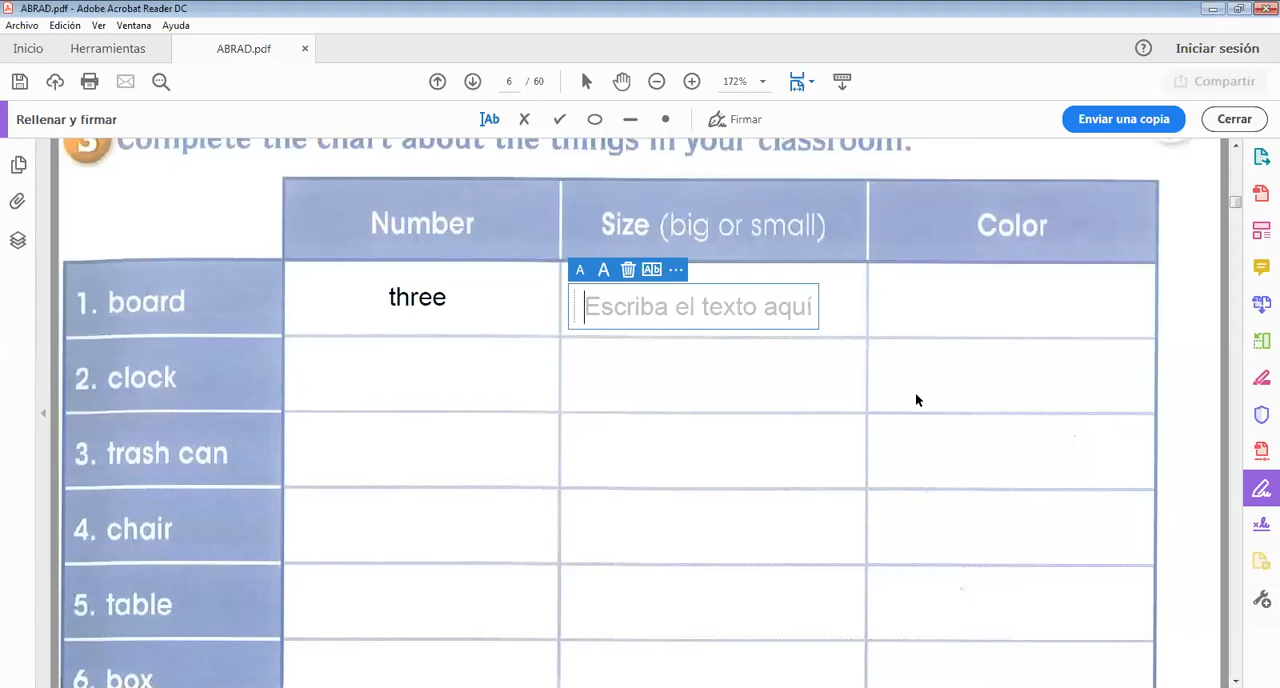 ABRAD.pdf - Adobe Acrobat Reader DC
Archivo Edición Ver Ventana Ayuda
Inicio Herramientas ABRAD.pdf × Iniciar sesión
6 / 60 172% Compartir
Rellenar y firmar Ab Firmar Enviar una copia Cerrar
3 Complete the chart about the things in your classroom.
Number Size (big or small) Color
A A Ab ...
1. board three Escriba el texto aquí
2. clock
3. trash can
4. chair
5. table
6. box